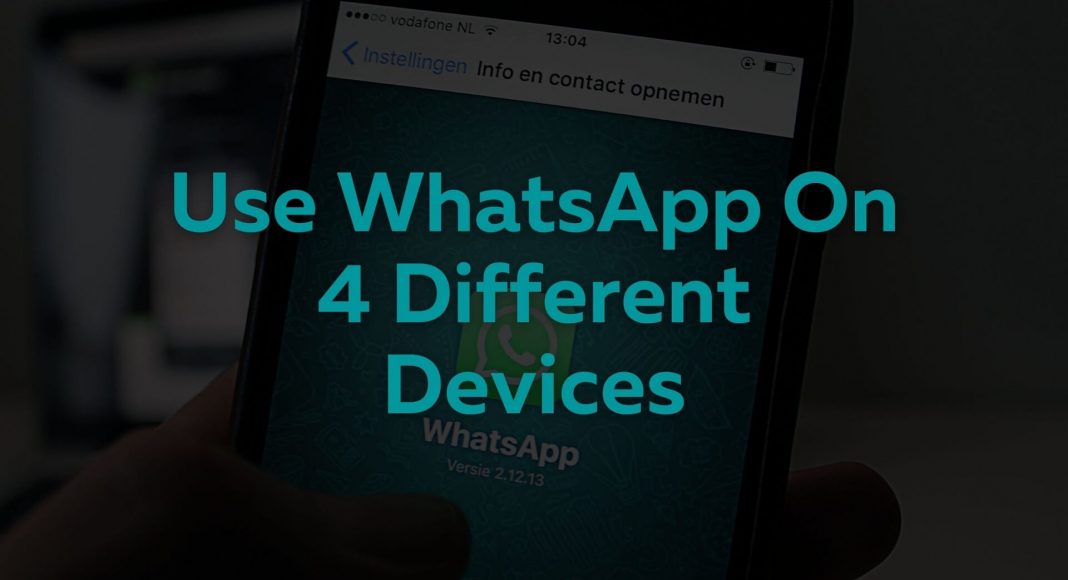 vodafone NL
13:04
Instellingen Info en contact opnemen
Use WhatsApp On
4 Different
Devices
WhatsApp
Versie 2.12.13